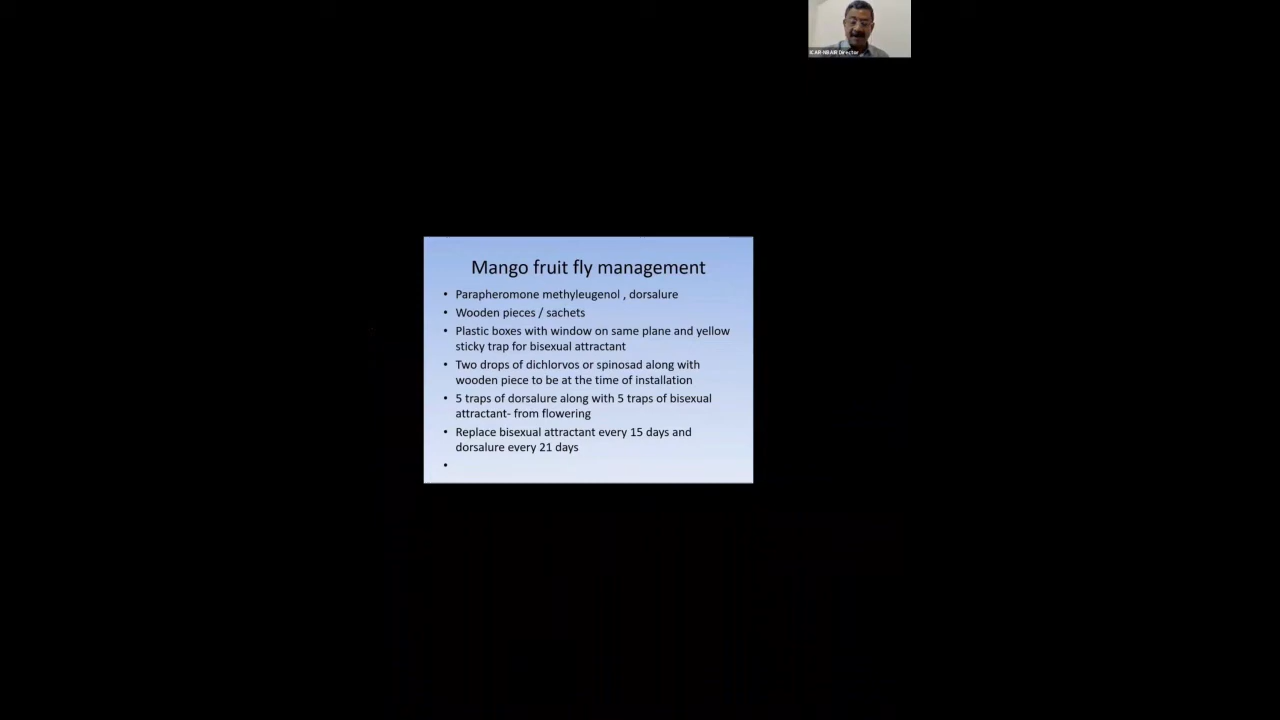 ICAR-NBAIR Director
Mango fruit fly management
• Parapheromone methyleugenol , dorsalure
• Wooden pieces / sachets
• Plastic boxes with window on same plane and yellow
sticky trap for bisexual attractant
• Two drops of dichlorvos or spinosad along with
wooden piece to be at the time of installation
• 5 traps of dorsalure along with 5 traps of bisexual
attractant- from flowering
• Replace bisexual attractant every 15 days and
dorsalure every 21 days
•